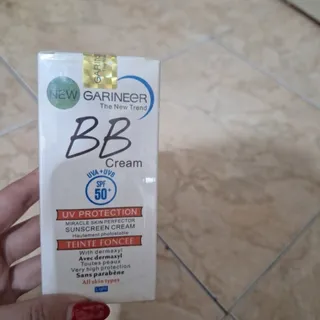 NEW
GARINEER
The New Trend
BB
Cream
UVA+UVB
SPF
50+
UV PROTECTION
MIRACLE SKIN PERFECTOR
SUNSCREEN CREAM
TEINTE FONCEE
With dermaxyl
Avec dermaxyl
Toutes peaux
Very high protection
Sans parabens
All skin types